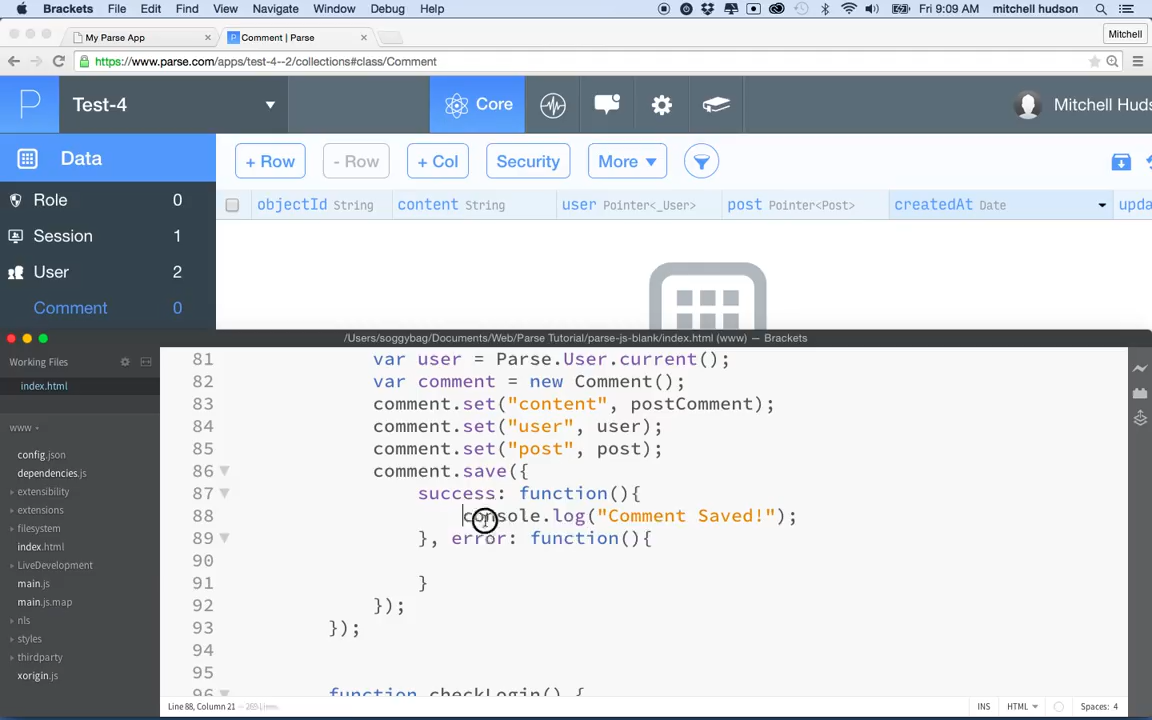 Brackets File Edit Find View Navigate Window Debug Help Fri 9:09 AM mitchell hudson
My Parse App Comment | Parse Mitchell
https://www.parse.com/apps/test-4--2/collections#class/Comment
Test-4 Core Mitchell Huds
Data + Row - Row + Col Security More
objectId String content String user Pointer<_User> post Pointer<Post> createdAt Date upda
Role 0
Session 1
User 2
Comment 0
/Users/soggybag/Documents/Web/Parse Tutorial/parse-js-blank/index.html (www) — Brackets
Working Files
index.html
www
config.json
dependencies.js
extensibility
extensions
filesystem
index.html
LiveDevelopment
main.js
main.js.map
nls
styles
thirdparty
xorigin.js
81 var user = Parse.User.current();
82 var comment = new Comment();
83 comment.set("content", postComment);
84 comment.set("user", user);
85 comment.set("post", post);
86 comment.save({
87 success: function(){
88 console.log("Comment Saved!");
89 }, error: function(){
90
91 }
92 });
93 });
94
95
96 function checkLogin() {
Line 88, Column 21 INS HTML Spaces: 4